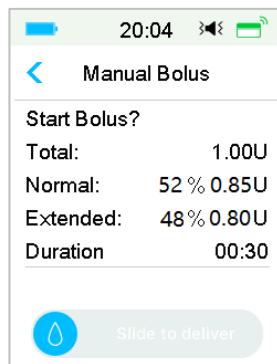 20:04
Manual Bolus
Start Bolus?
Total: 1.00U
Normal: 52% 0.85U
Extended: 48% 0.80U
Duration 00:30
Slide to deliver